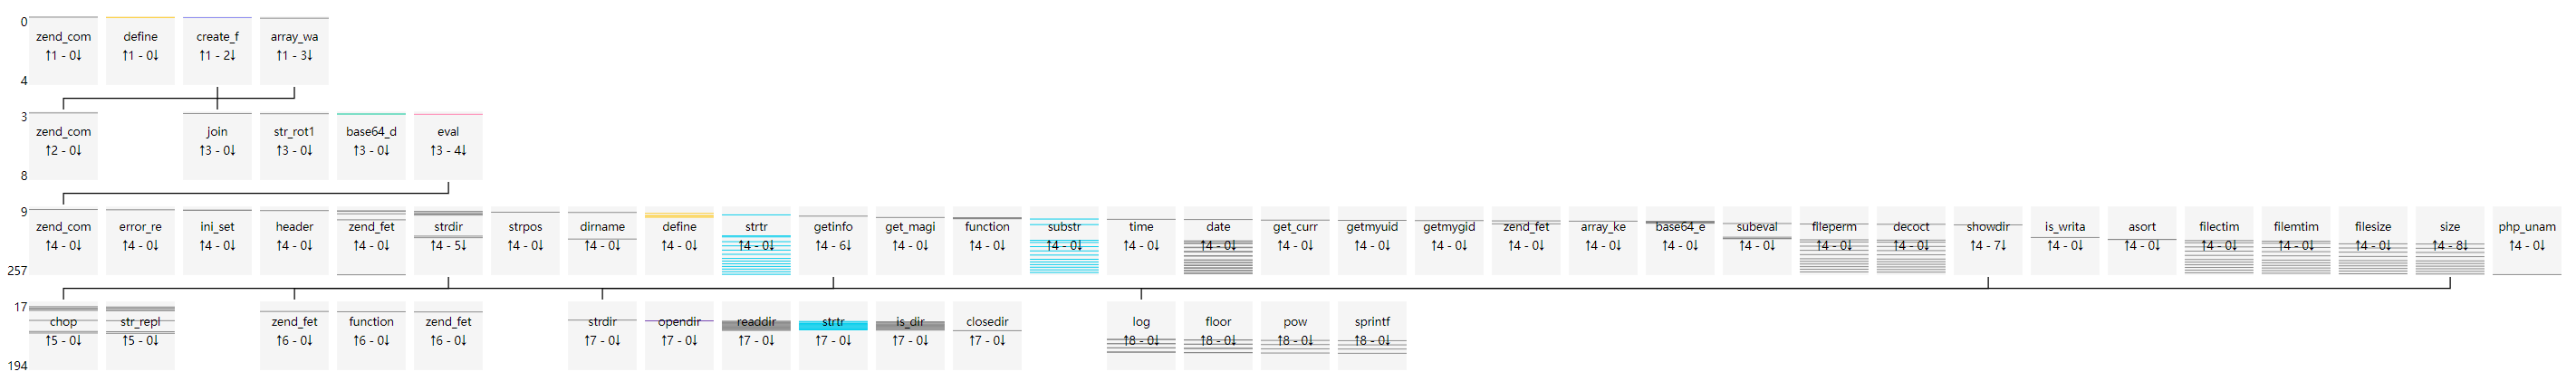 0
zend_com define create_f array_wa
↑1 - 0↓ ↑1 - 0↓ ↑1 - 2↓ ↑1 - 3↓
4
3
zend_com join str_rot1 base64_d eval
↑2 - 0↓ ↑3 - 0↓ ↑3 - 0↓ ↑3 - 0↓ ↑3 - 4↓
8
9
zend_com error_re ini_set header zend_fet strdir strpos dirname define strtr getinfo get_magi function substr time date get_curr getmyuid getmygid zend_fet array_ke base64_e subeval fileperm decoct showdir is_writa asort filectim filemtim filesize size php_unam
↑4 - 0↓ ↑4 - 0↓ ↑4 - 0↓ ↑4 - 0↓ ↑4 - 0↓ ↑4 - 5↓ ↑4 - 0↓ ↑4 - 0↓ ↑4 - 0↓ ↑4 - 0↓ ↑4 - 6↓ ↑4 - 0↓ ↑4 - 0↓ ↑4 - 0↓ ↑4 - 0↓ ↑4 - 0↓ ↑4 - 0↓ ↑4 - 0↓ ↑4 - 0↓ ↑4 - 0↓ ↑4 - 0↓ ↑4 - 0↓ ↑4 - 0↓ ↑4 - 0↓ ↑4 - 0↓ ↑4 - 7↓ ↑4 - 0↓ ↑4 - 0↓ ↑4 - 0↓ ↑4 - 0↓ ↑4 - 0↓ ↑4 - 8↓ ↑4 - 0↓
257
17
chop str_repl zend_fet function zend_fet strdir opendir readdir strtr is_dir closedir log floor pow sprintf
↑5 - 0↓ ↑5 - 0↓ ↑6 - 0↓ ↑6 - 0↓ ↑6 - 0↓ ↑7 - 0↓ ↑7 - 0↓ ↑7 - 0↓ ↑7 - 0↓ ↑7 - 0↓ ↑7 - 0↓ ↑8 - 0↓ ↑8 - 0↓ ↑8 - 0↓ ↑8 - 0↓
194